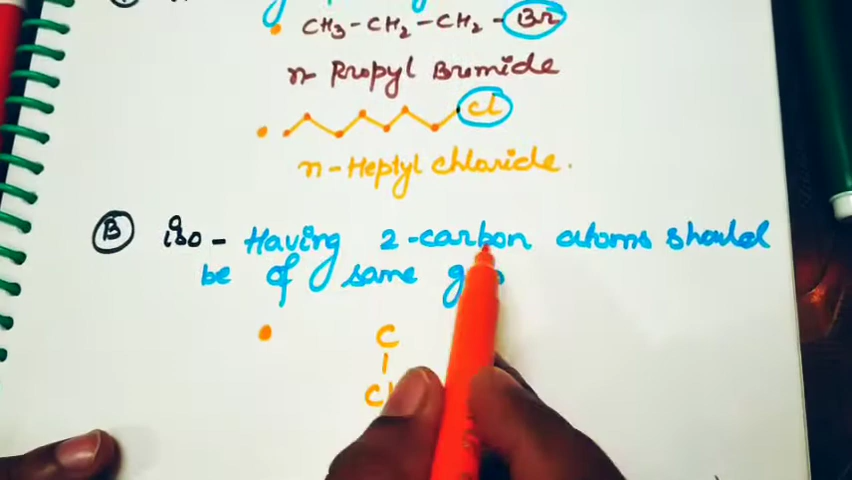 CH3-CH2-CH2-Br
n- Propyl Bromide
Cl
n-Heptyl chloride.
B iso- Having 2-carbon atoms should
be of same
C